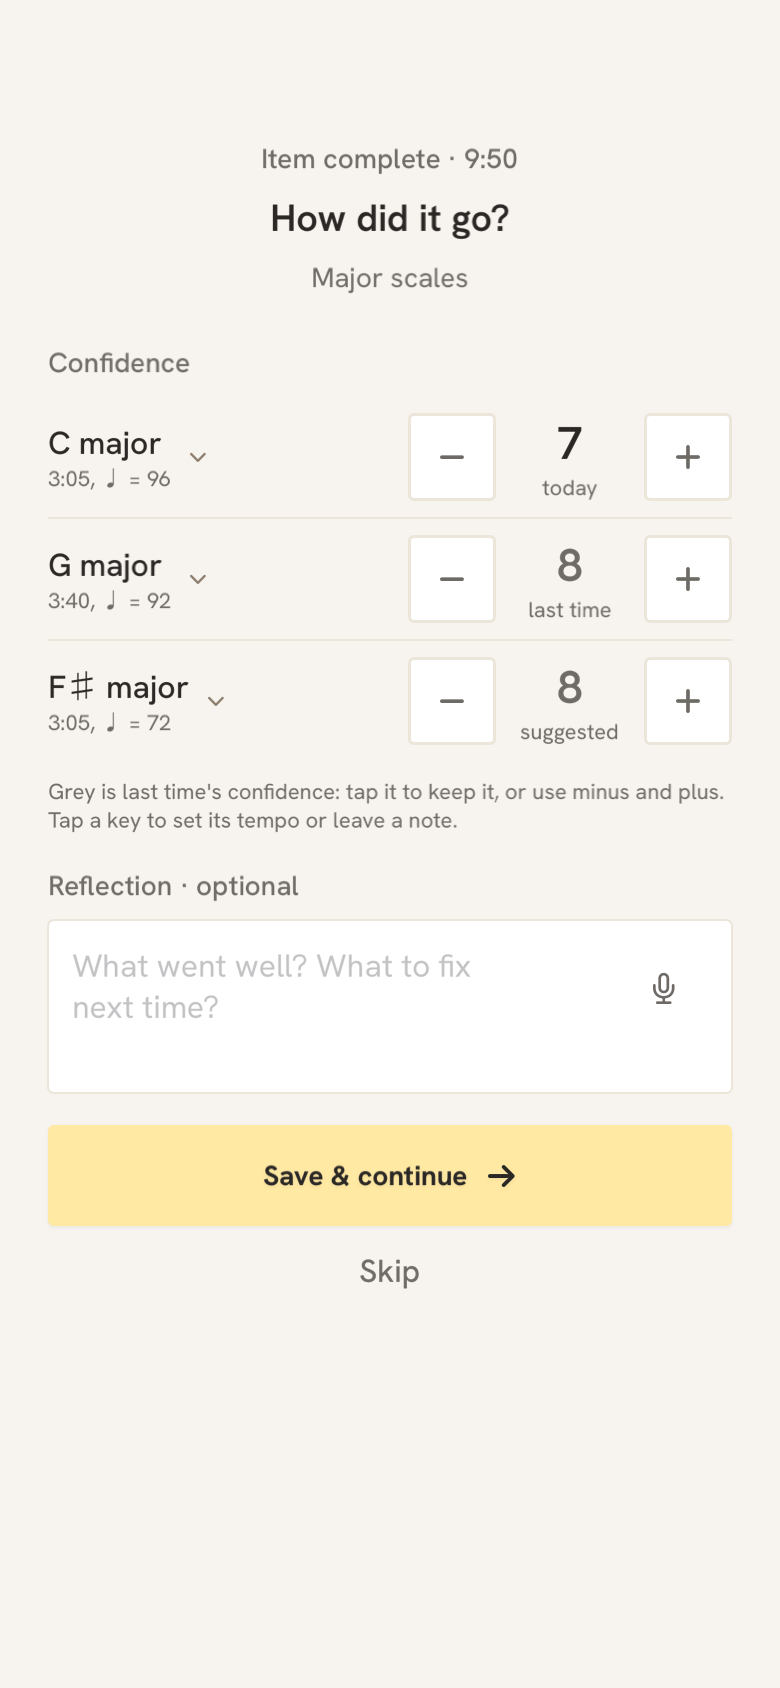 Item complete · 9:50
How did it go?
Major scales
Confidence
C major
3:05, ♩ = 96
− 7 +
today
G major
3:40, ♩ = 92
− 8 +
last time
F♯ major
3:05, ♩ = 72
− 8 +
suggested
Grey is last time's confidence: tap it to keep it, or use minus and plus.
Tap a key to set its tempo or leave a note.
Reflection · optional
What went well? What to fix
next time?
Save & continue →
Skip